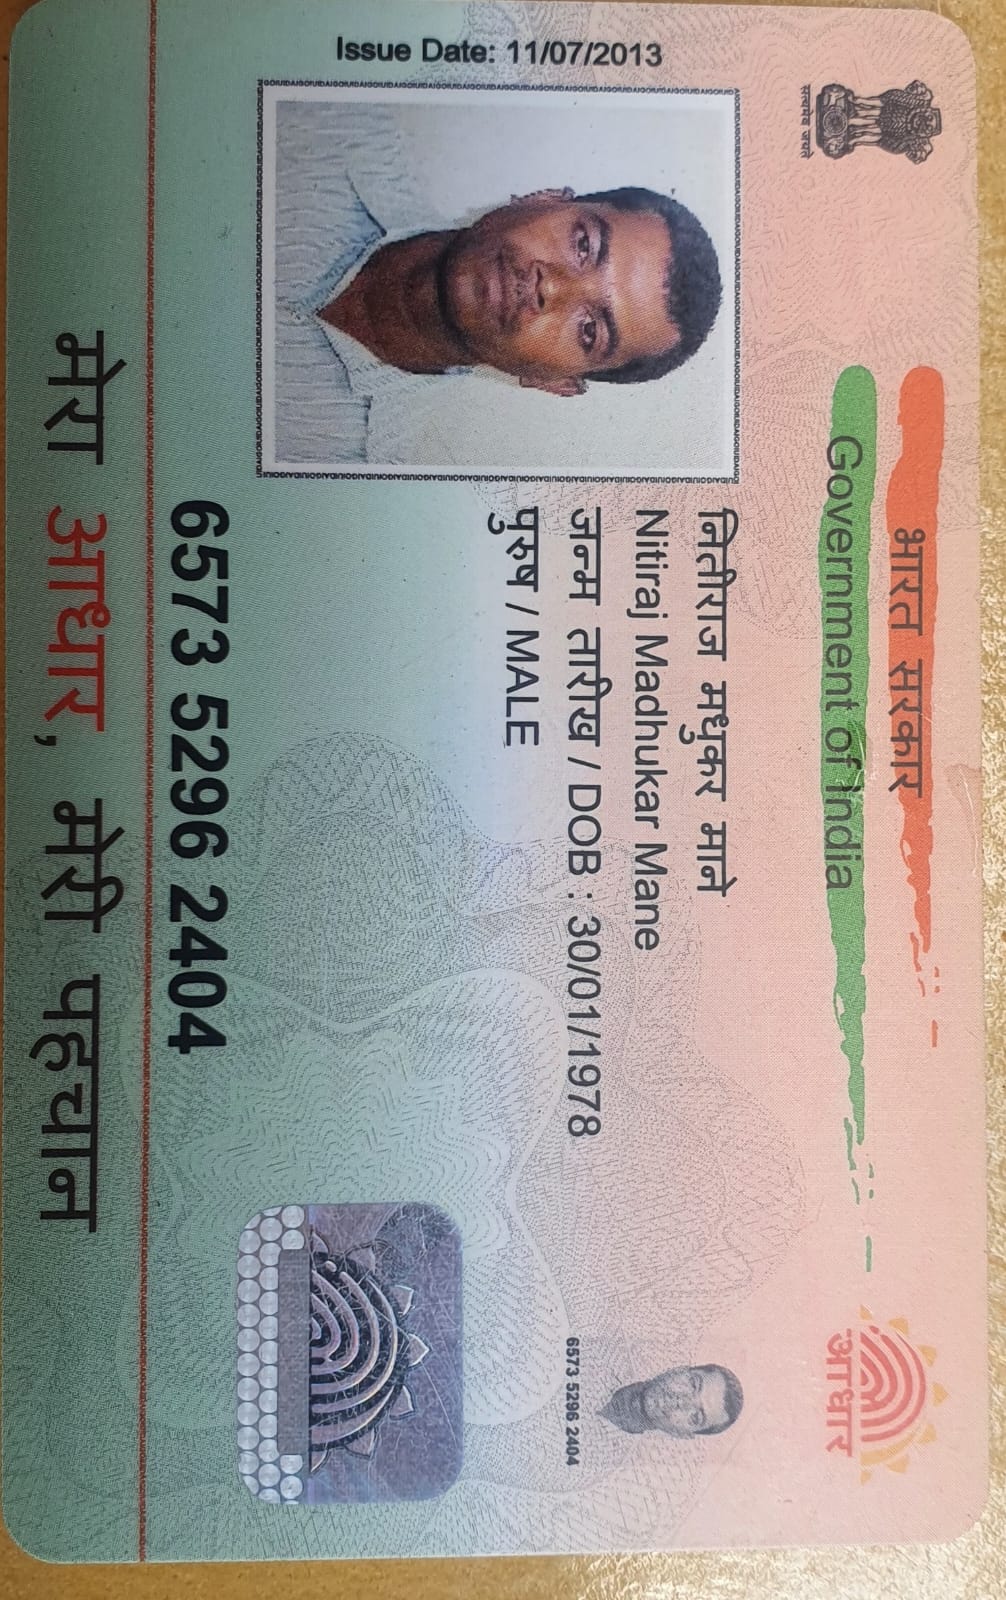 भारत सरकार
Government of India
सत्यमेव जयते
आधार
Issue Date: 11/07/2013
नितीराज मधुकर माने
Nitiraj Madhukar Mane
जन्म तारीख / DOB : 30/01/1978
पुरुष / MALE
6573 5296 2404
6573 5296 2404
मेरा आधार, मेरी पहचान